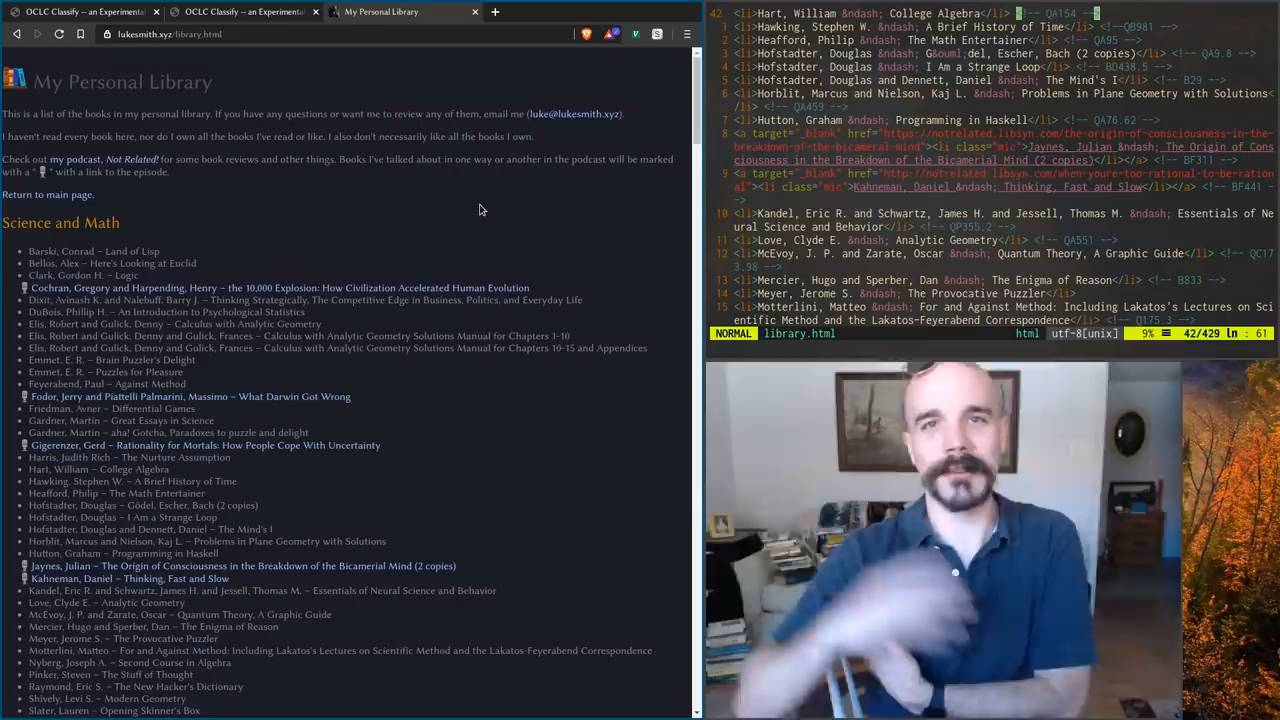 OCLC Classify -- an Experimental
OCLC Classify -- an Experimental
My Personal Library
lukesmith.xyz/library.html
My Personal Library
This is a list of the books in my personal library. If you have any questions or want me to review any of them, email me (luke@lukesmith.xyz).
I haven't read every book here, nor do I own all the books I've read or like. I also don't necessarily like all the books I own.
Check out my podcast, Not Related! for some book reviews and other things. Books I've talked about in one way or another in the podcast will be marked
with a " " with a link to the episode.
Return to main page.
Science and Math
Barski, Conrad – Land of Lisp
Bellos, Alex – Here's Looking at Euclid
Clark, Gordon H. – Logic
Cochran, Gregory and Harpending, Henry – the 10,000 Explosion: How Civilization Accelerated Human Evolution
Dixit, Avinash K. and Nalebuff, Barry J. – Thinking Strategically, The Competitive Edge in Business, Politics, and Everyday Life
DuBois, Phillip H. – An Introduction to Psychological Statistics
Elis, Robert and Gulick, Denny – Calculus with Analytic Geometry
Elis, Robert and Gulick, Denny and Gulick, Frances – Calculus with Analytic Geometry Solutions Manual for Chapters 1-10
Elis, Robert and Gulick, Denny and Gulick, Frances – Calculus with Analytic Geometry Solutions Manual for Chapters 10-15 and Appendices
Emmet, E. R. – Brain Puzzler's Delight
Emmet, E. R. – Puzzles for Pleasure
Feyerabend, Paul – Against Method
Fodor, Jerry and Piattelli Palmarini, Massimo – What Darwin Got Wrong
Friedman, Avner – Differential Games
Gardner, Martin – Great Essays in Science
Gardner, Martin – aha! Gotcha, Paradoxes to puzzle and delight
Gigerenzer, Gerd – Rationality for Mortals: How People Cope With Uncertainty
Harris, Judith Rich – The Nurture Assumption
Hart, William – College Algebra
Hawking, Stephen W. – A Brief History of Time
Heafford, Philip – The Math Entertainer
Hofstadter, Douglas – Gödel, Escher, Bach (2 copies)
Hofstadter, Douglas – I Am a Strange Loop
Hofstadter, Douglas and Dennett, Daniel – The Mind's I
Horblit, Marcus and Nielson, Kaj L. – Problems in Plane Geometry with Solutions
Hutton, Graham – Programming in Haskell
Jaynes, Julian – The Origin of Consciousness in the Breakdown of the Bicamerial Mind (2 copies)
Kahneman, Daniel – Thinking, Fast and Slow
Kandel, Eric R. and Schwartz, James H. and Jessell, Thomas M. – Essentials of Neural Science and Behavior
Love, Clyde E. – Analytic Geometry
McEvoy, J. P. and Zarate, Oscar – Quantum Theory, A Graphic Guide
Mercier, Hugo and Sperber, Dan – The Enigma of Reason
Meyer, Jerome S. – The Provocative Puzzler
Motterlini, Matteo – For and Against Method: Including Lakatos's Lectures on Scientific Method and the Lakatos-Feyerabend Correspondence
Nyberg, Joseph A. – Second Course in Algebra
Pinker, Steven – The Stuff of Thought
Raymond, Eric S. – The New Hacker's Dictionary
Shively, Levi S. – Modern Geometry
Slater, Lauren – Opening Skinner's Box
42 <li>Hart, William &ndash; College Algebra</li> <!-- QA154 -->
1 <li>Hawking, Stephen W. &ndash; A Brief History of Time</li> <!--QB981
2 <li>Heafford, Philip &ndash; The Math Entertainer</li> <!-- QA95 -->
3 <li>Hofstadter, Douglas &ndash; G&ouml;del, Escher, Bach (2 copies)</li> <!-- QA9.8 -->
4 <li>Hofstadter, Douglas &ndash; I Am a Strange Loop</li> <!-- BD438.5 -->
5 <li>Hofstadter, Douglas and Dennett, Daniel &ndash; The Mind's I</li> <!-- B29 -->
6 <li>Horblit, Marcus and Nielson, Kaj L. &ndash; Problems in Plane Geometry with Solutions<
/li> <!-- QA459 -->
7 <li>Hutton, Graham &ndash; Programming in Haskell</li> <!-- QA76.62 -->
8 <a target="_blank" href="https://notrelated.libsyn.com/the-origin-of-consciousness-in-the-
breakdown-of-the-bicameral-mind"><li class="mic">Jaynes, Julian &ndash; The Origin of Cons
ciousness in the Breakdown of the Bicamerial Mind (2 copies)</li></a> <!-- BF311 -->
9 <a target="_blank" href="http://notrelated.libsyn.com/when-youre-too-rational-to-be-ration
al"><li class="mic">Kahneman, Daniel &ndash; Thinking, Fast and Slow</li></a> <!-- BF441 -
->
10 <li>Kandel, Eric R. and Schwartz, James H. and Jessell, Thomas M. &ndash; Essentials of Ne
ural Science and Behavior</li> <!-- QP355.2 -->
11 <li>Love, Clyde E. &ndash; Analytic Geometry</li> <!-- QA551 -->
12 <li>McEvoy, J. P. and Zarate, Oscar &ndash; Quantum Theory, A Graphic Guide</li> <!-- QC17
3.98 -->
13 <li>Mercier, Hugo and Sperber, Dan &ndash; The Enigma of Reason</li> <!-- B833 -->
14 <li>Meyer, Jerome S. &ndash; The Provocative Puzzler</li>
15 <li>Motterlini, Matteo &ndash; For and Against Method: Including Lakatos's Lectures on Sci
entific Method and the Lakatos-Feyerabend Correspondence</li> <!-- Q175.3 -->
NORMAL library.html html utf-8[unix] 9% ≡ 42/429 ln : 61